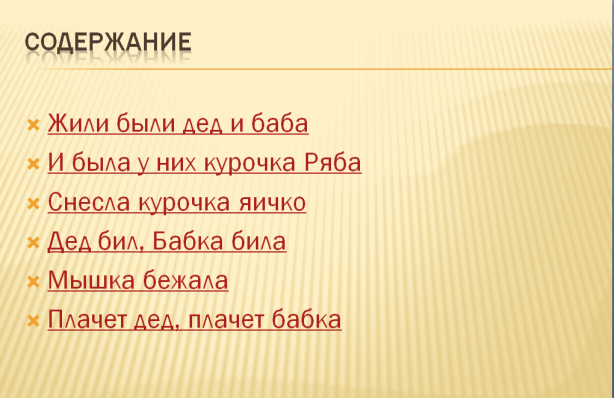 СОДЕРЖАНИЕ
Жили были дед и баба
И была у них курочка Ряба
Снесла курочка яичко
Дед бил, Бабка била
Мышка бежала
Плачет дед, плачет бабка